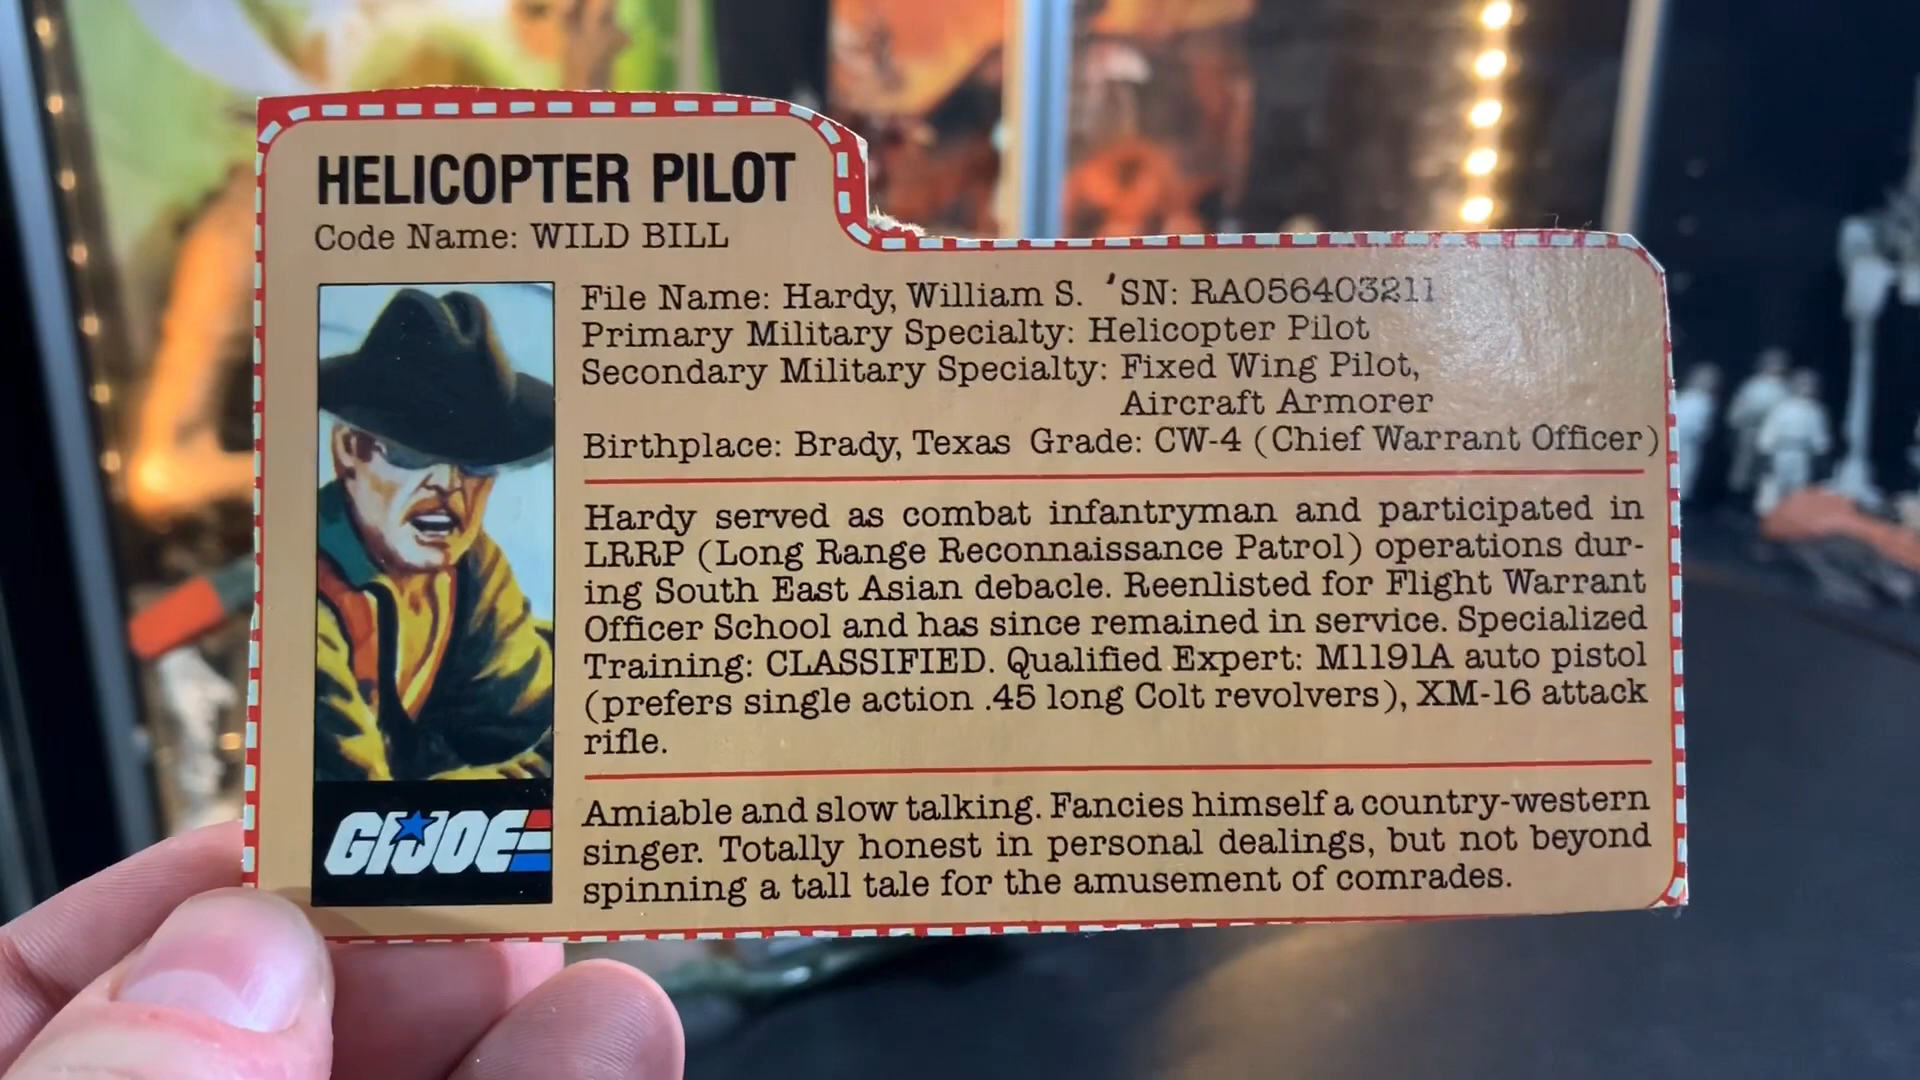 HELICOPTER PILOT
Code Name: WILD BILL
File Name: Hardy, William S. 'SN: RA056403211
Primary Military Specialty: Helicopter Pilot
Secondary Military Specialty: Fixed Wing Pilot,
Aircraft Armorer
Birthplace: Brady, Texas Grade: CW-4 (Chief Warrant Officer)
Hardy served as combat infantryman and participated in
LRRP (Long Range Reconnaissance Patrol) operations dur-
ing South East Asian debacle. Reenlisted for Flight Warrant
Officer School and has since remained in service. Specialized
Training: CLASSIFIED. Qualified Expert: M1191A auto pistol
(prefers single action .45 long Colt revolvers), XM-16 attack
rifle.
Amiable and slow talking. Fancies himself a country-western
singer. Totally honest in personal dealings, but not beyond
spinning a tall tale for the amusement of comrades.
GIJOE